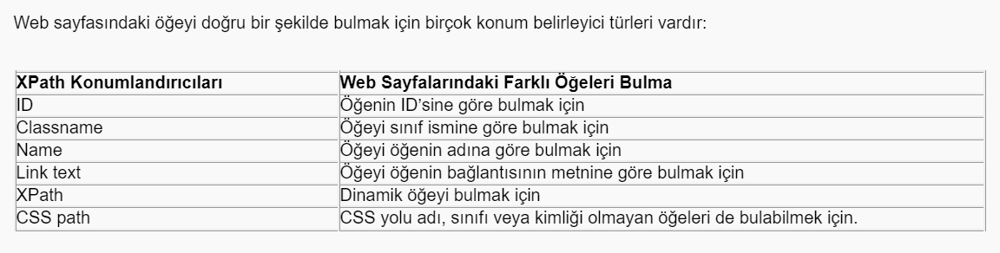 Web sayfasındaki öğeyi doğru bir şekilde bulmak için birçok konum belirleyici türleri vardır:
XPath Konumlandırıcıları Web Sayfalarındaki Farklı Öğeleri Bulma
ID Öğenin ID’sine göre bulmak için
Classname Öğeyi sınıf ismine göre bulmak için
Name Öğeyi öğenin adına göre bulmak için
Link text Öğeyi öğenin bağlantısının metnine göre bulmak için
XPath Dinamik öğeyi bulmak için
CSS path CSS yolu adı, sınıfı veya kimliği olmayan öğeleri de bulabilmek için.